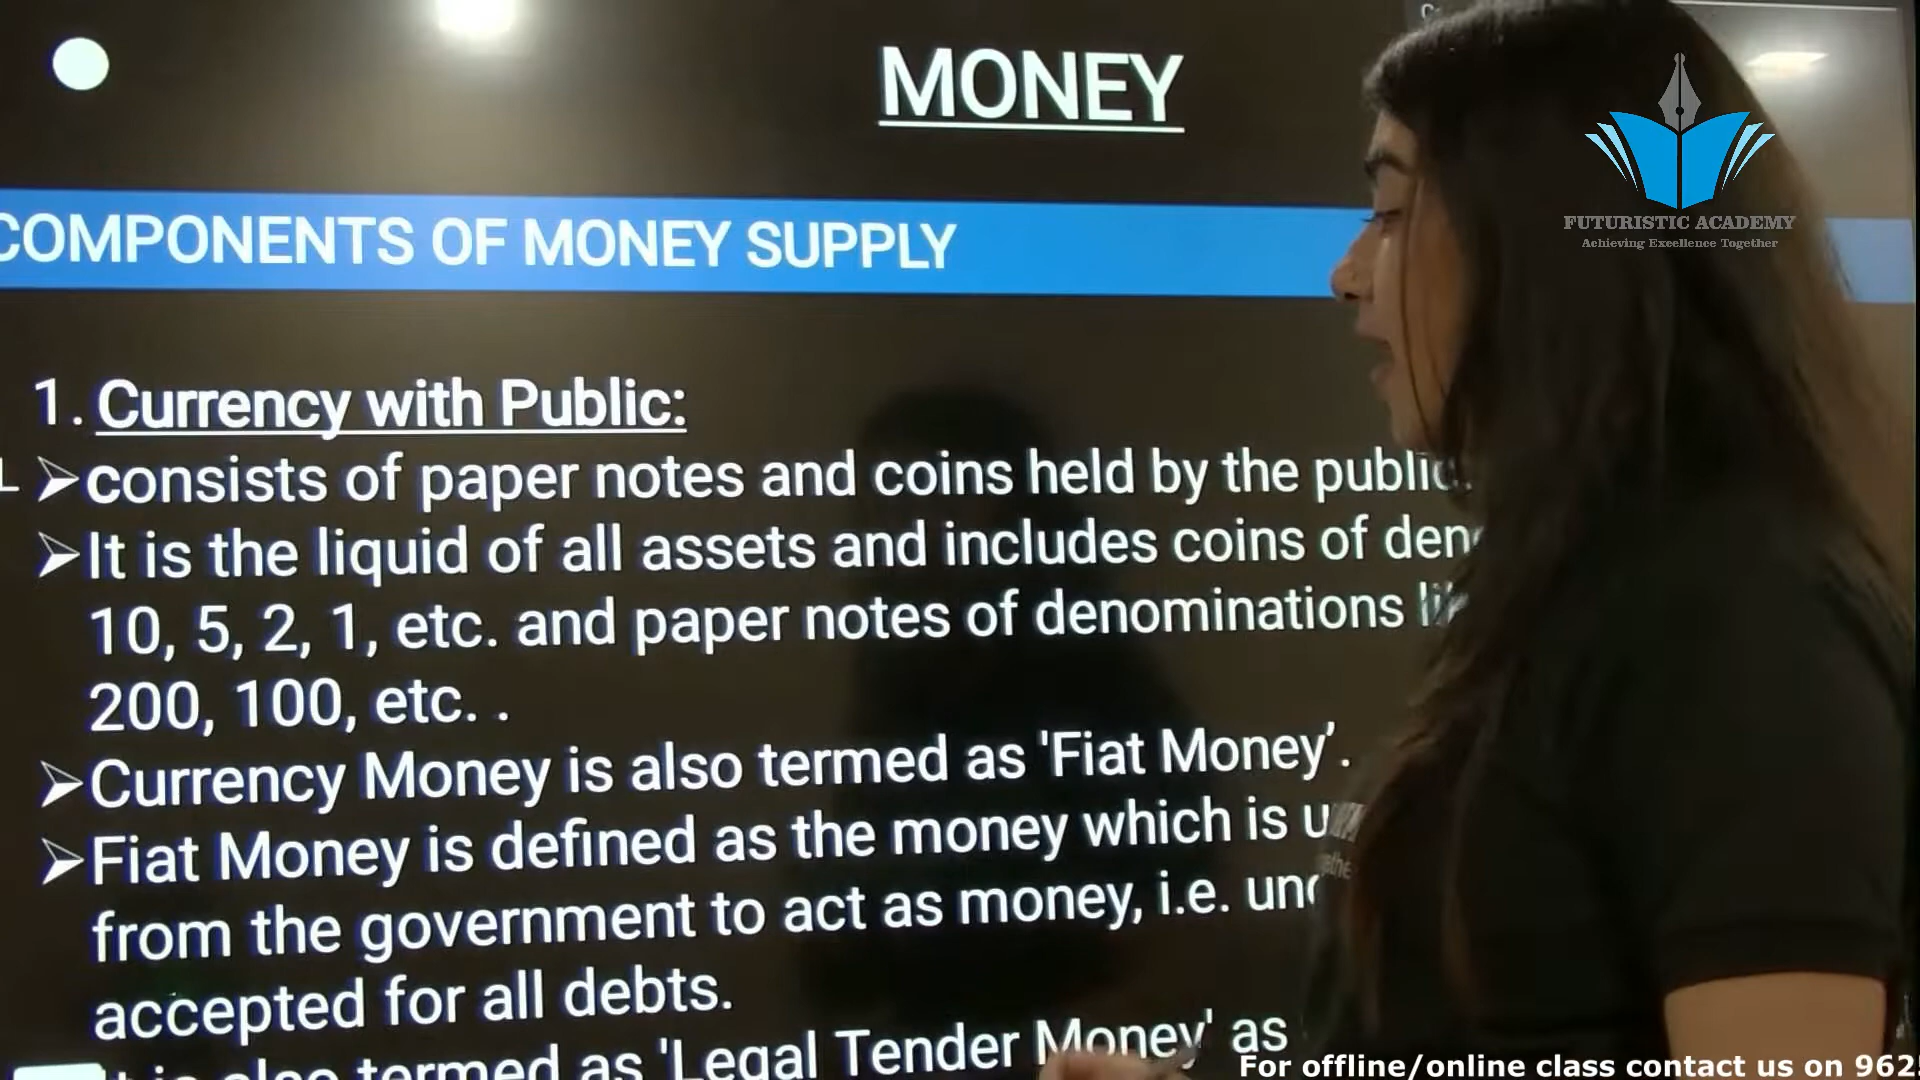 MONEY
COMPONENTS OF MONEY SUPPLY
FUTURISTIC ACADEMY
Achieving Excellence Together
1. Currency with Public:
➢consists of paper notes and coins held by the public.
➢It is the liquid of all assets and includes coins of
10, 5, 2, 1, etc. and paper notes of denominations
200, 100, etc. .
➢Currency Money is also termed as 'Fiat Money’.
➢Fiat Money is defined as the money which is
from the government to act as money, i.e.
accepted for all debts.
is also termed as 'Legal Tender Money' as
For offline/online class contact us on 962